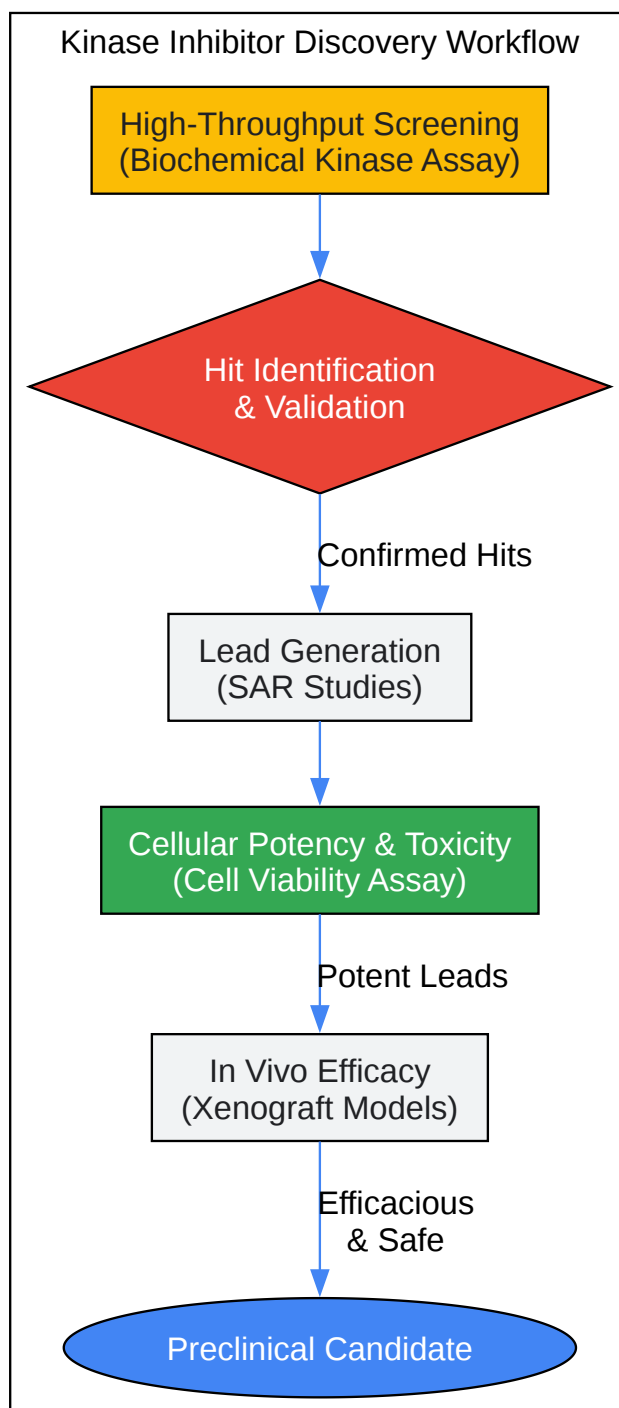 Kinase Inhibitor Discovery Workflow
High-Throughput Screening
(Biochemical Kinase Assay)
Hit Identification
& Validation
Confirmed Hits
Lead Generation
(SAR Studies)
Cellular Potency & Toxicity
(Cell Viability Assay)
Potent Leads
In Vivo Efficacy
(Xenograft Models)
Efficacious
& Safe
Preclinical Candidate